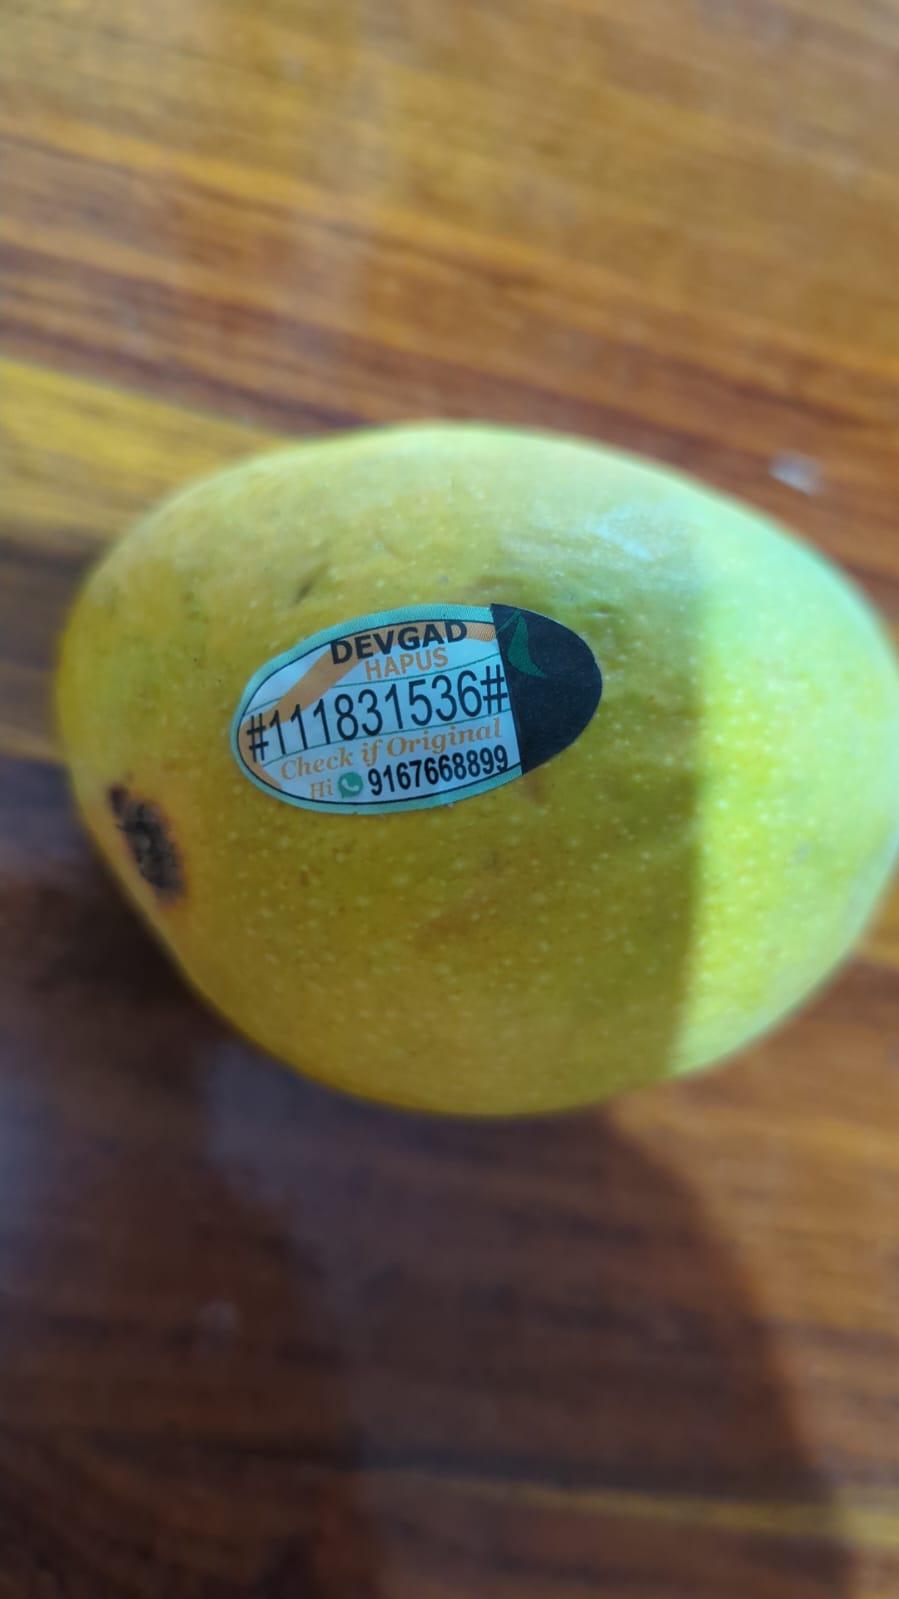 DEVGAD
HAPUS
#111831536#
Check if Original
Hi 9167668899